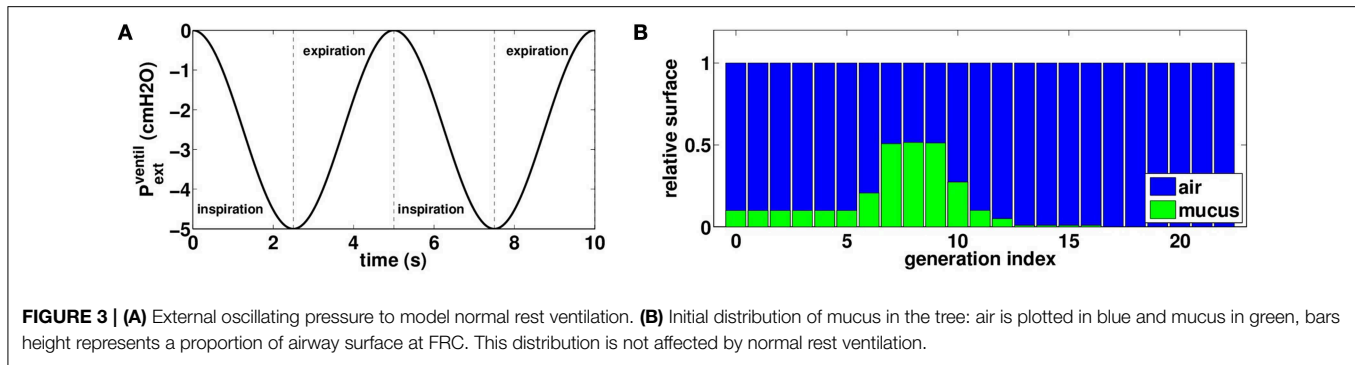 A
P_ext^ventil (cmH2O)
0
−1
−2
−3
−4
−5
expiration
expiration
inspiration
inspiration
0
2
4
6
8
10
time (s)
B
relative surface
1
0.5
0
air
mucus
0
5
10
15
20
generation index
FIGURE 3 | (A) External oscillating pressure to model normal rest ventilation. (B) Initial distribution of mucus in the tree: air is plotted in blue and mucus in green, bars
height represents a proportion of airway surface at FRC. This distribution is not affected by normal rest ventilation.